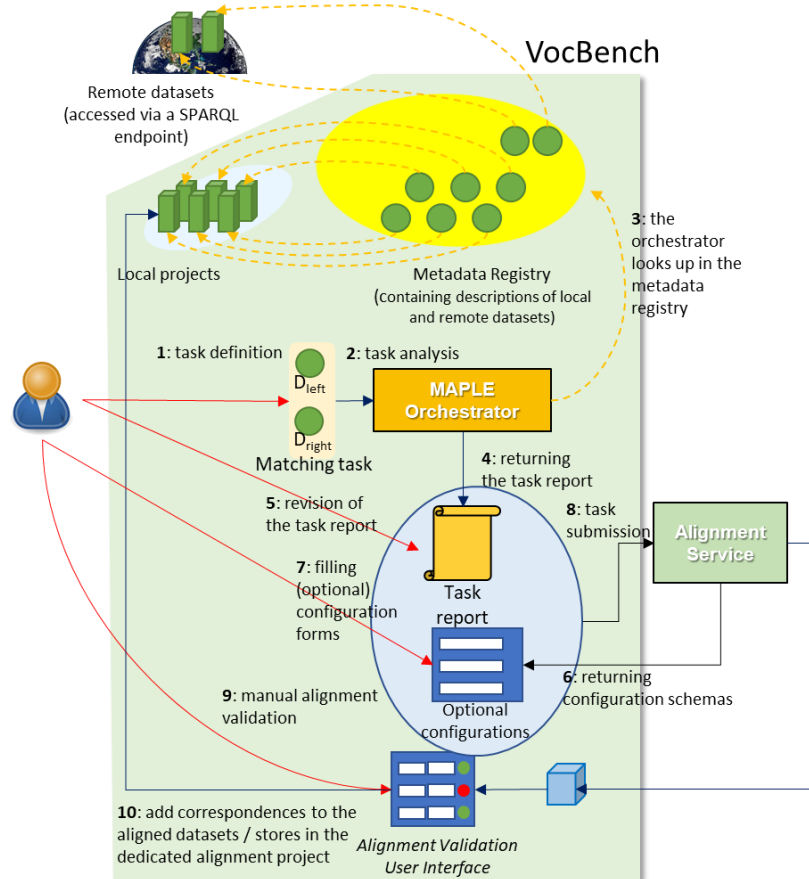 VocBench
Remote datasets
(accessed via a SPARQL
endpoint)
Local projects
Metadata Registry
(containing descriptions of local
and remote datasets)
3: the
orchestrator
looks up in the
metadata
registry
1: task definition
2: task analysis
Dleft
Dright
Matching task
MAPLE
Orchestrator
4: returning
the task report
5: revision of
the task report
8: task
submission
Alignment
Service
7: filling
(optional)
configuration
forms
Task
report
6: returning
configuration schemas
9: manual alignment
validation
Optional
configurations
10: add correspondences to the
aligned datasets / stores in the
dedicated alignment project
Alignment Validation
User Interface